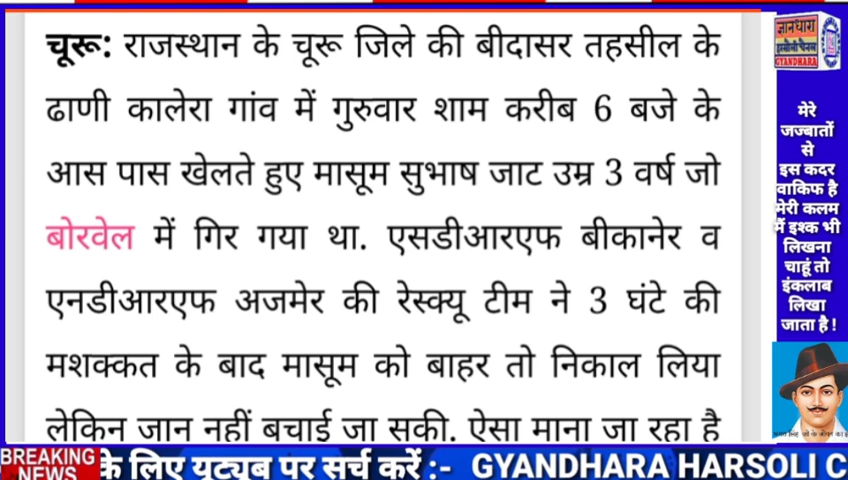 चूरू: राजस्थान के चूरू जिले की बीदासर तहसील के
ढाणी कालेरा गांव में गुरुवार शाम करीब 6 बजे के
आस पास खेलते हुए मासूम सुभाष जाट उम्र 3 वर्ष जो
बोरवेल में गिर गया था. एसडीआरएफ बीकानेर व
एनडीआरएफ अजमेर की रेस्क्यू टीम ने 3 घंटे की
मशक्कत के बाद मासूम को बाहर तो निकाल लिया
लेकिन जान नहीं बचाई जा सकी. ऐसा माना जा रहा है
ज्ञानधारा
GYANDHARA
मेरे
जज्बातों
से
इस कदर
वाकिफ है
मेरी कलम
मैं इश्क भी
लिखना
चाहूं तो
इंकलाब
लिखा
जाता है!
BREAKING
NEWS
के लिए यूट्यूब पर सर्च करें :- GYANDHARA HARSOLI C